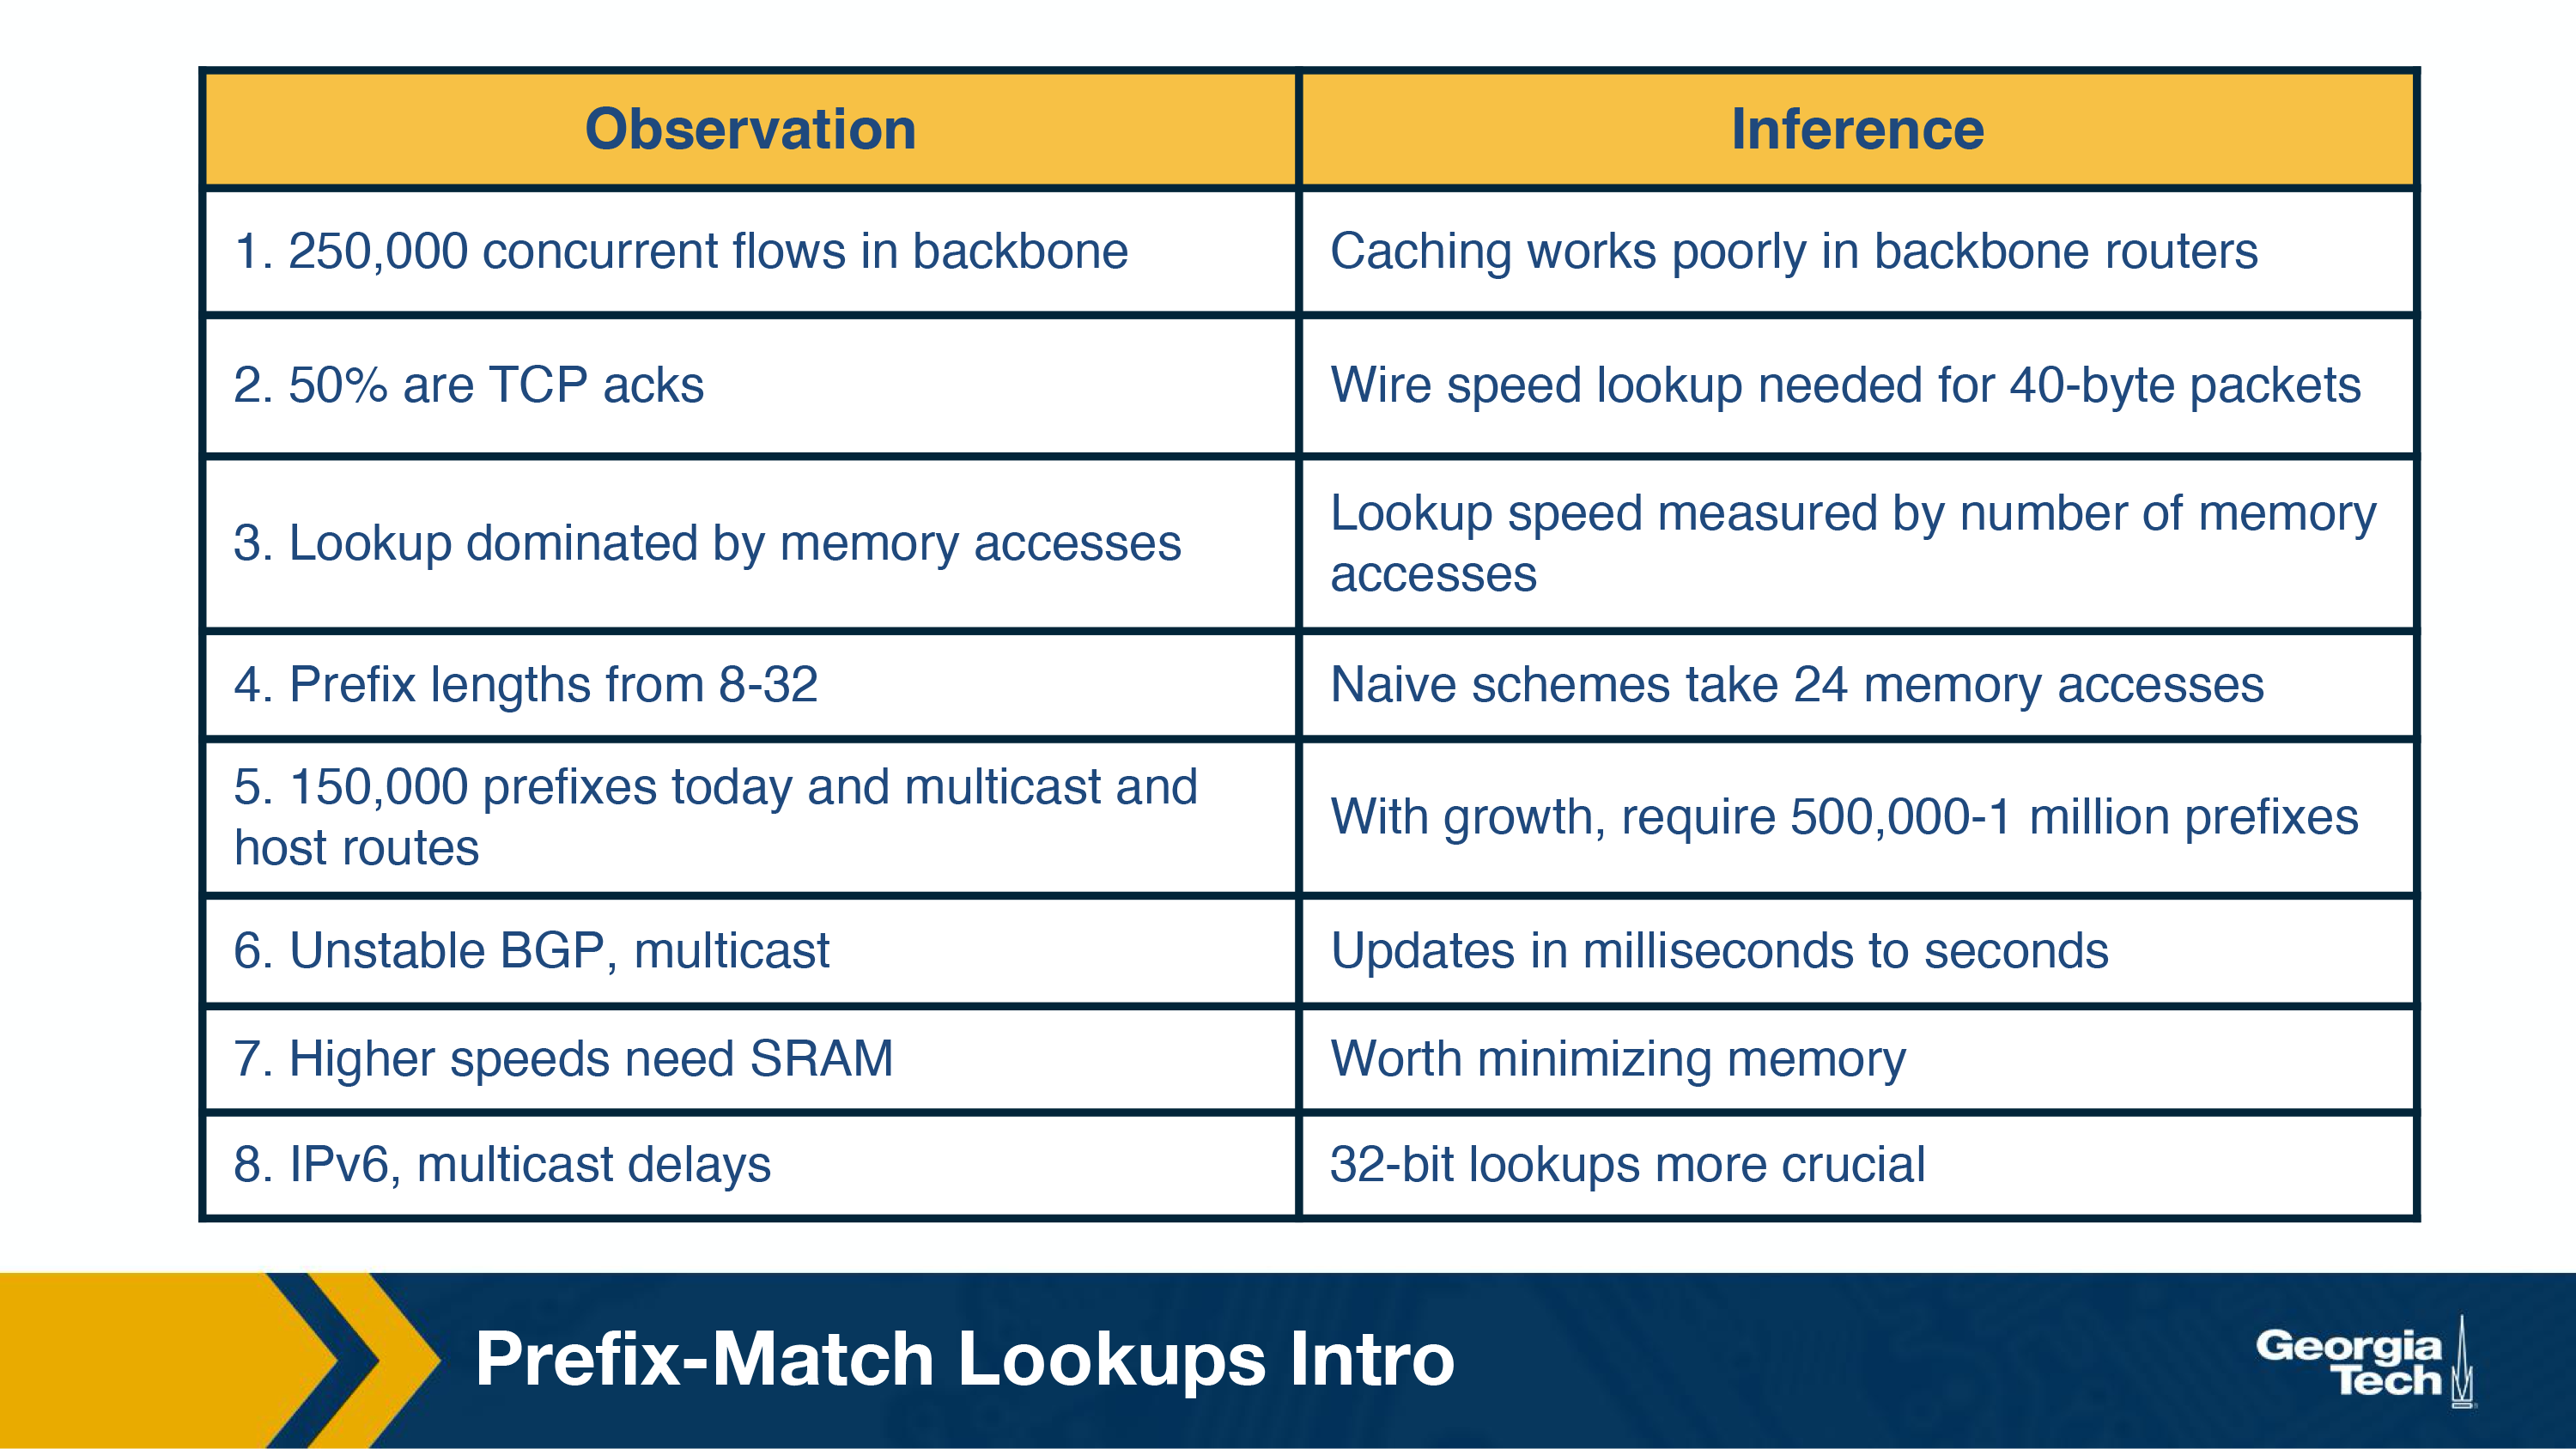 Observation
Inference
1. 250,000 concurrent flows in backbone
Caching works poorly in backbone routers
2. 50% are TCP acks
Wire speed lookup needed for 40-byte packets
3. Lookup dominated by memory accesses
Lookup speed measured by number of memory
accesses
4. Prefix lengths from 8-32
Naive schemes take 24 memory accesses
5. 150,000 prefixes today and multicast and
host routes
With growth, require 500,000-1 million prefixes
6. Unstable BGP, multicast
Updates in milliseconds to seconds
7. Higher speeds need SRAM
Worth minimizing memory
8. IPv6, multicast delays
32-bit lookups more crucial
Prefix-Match Lookups Intro
Georgia
Tech